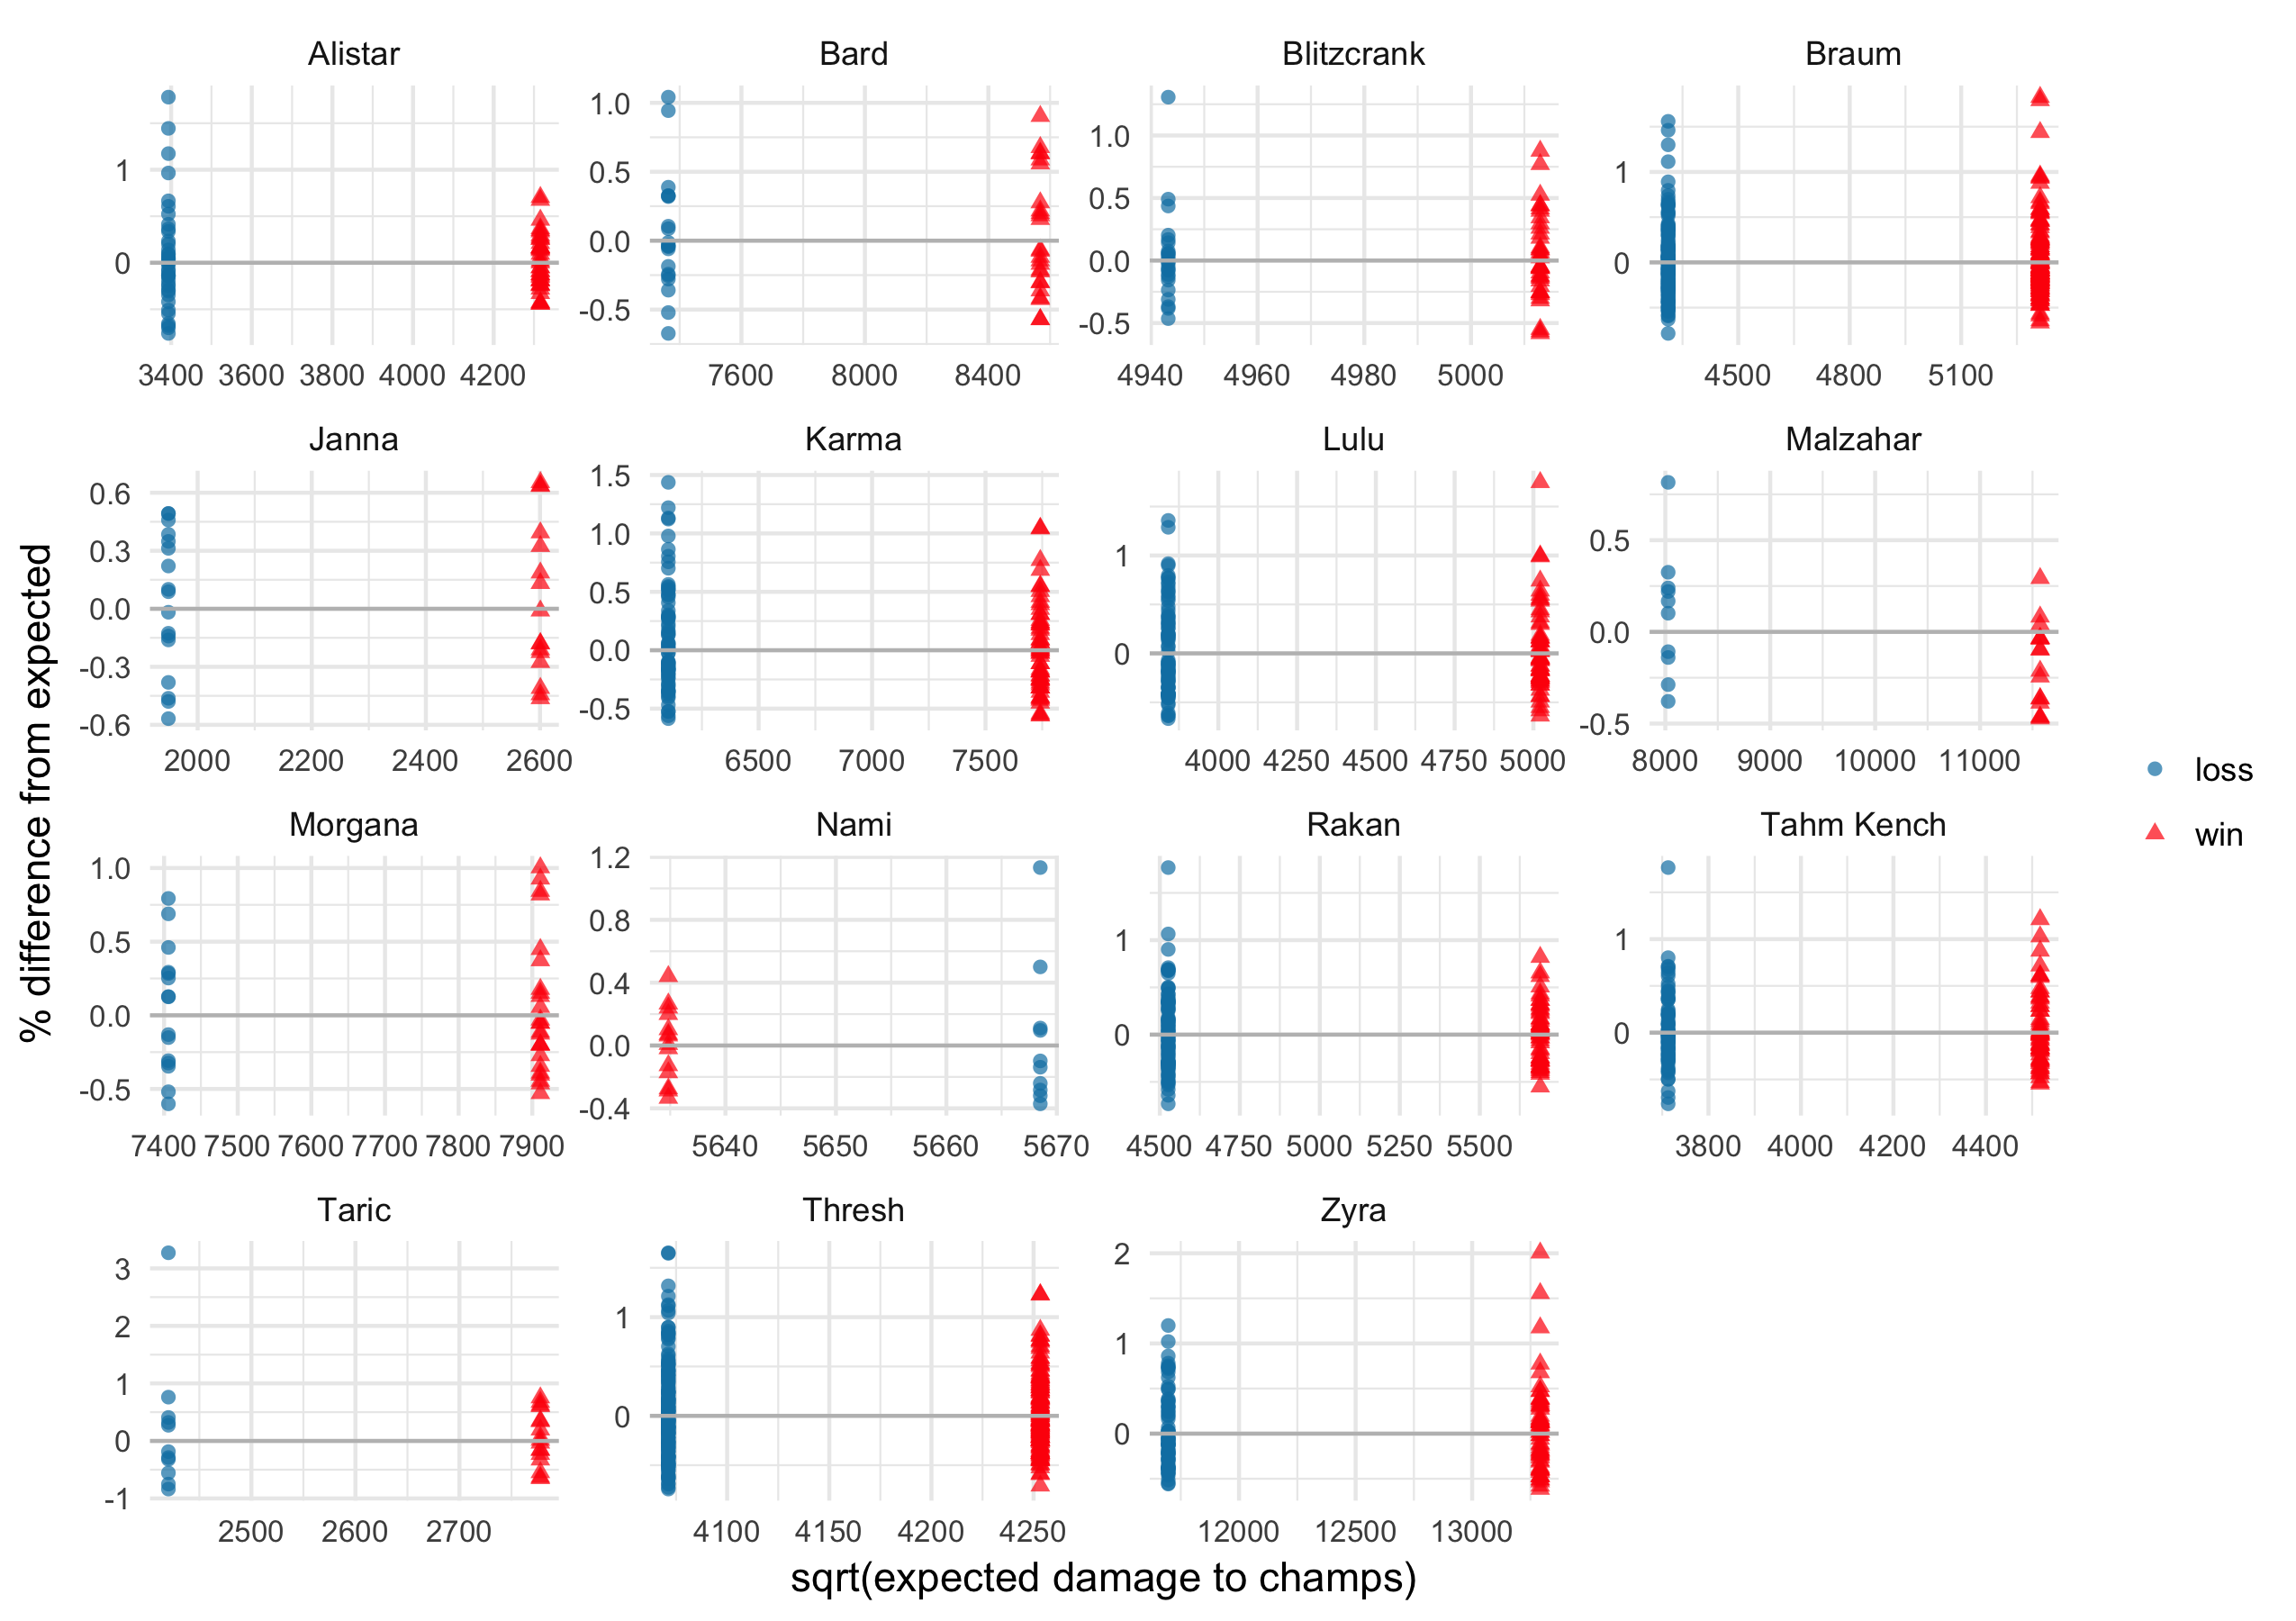 Alistar Bard Blitzcrank Braum
1 0
1.0 0.5 0.0 -0.5
1.0 0.5 0.0 -0.5
1 0
3400 3600 3800 4000 4200
7600 8000 8400
4940 4960 4980 5000
4500 4800 5100
Janna Karma Lulu Malzahar
0.6 0.3 0.0 -0.3 -0.6
1.5 1.0 0.5 0.0 -0.5
1 0
0.5 0.0 -0.5
2000 2200 2400 2600
6500 7000 7500
4000 4250 4500 4750 5000
8000 9000 10000 11000
Morgana Nami Rakan Tahm Kench
1.0 0.5 0.0 -0.5
1.2 0.8 0.4 0.0 -0.4
1 0
1 0
7400 7500 7600 7700 7800 7900
5640 5650 5660 5670
4500 4750 5000 5250 5500
3800 4000 4200 4400
Taric Thresh Zyra
3 2 1 0 -1
1 0
2 1 0
2500 2600 2700
4100 4150 4200 4250
12000 12500 13000
sqrt(expected damage to champs)
% difference from expected
loss
win